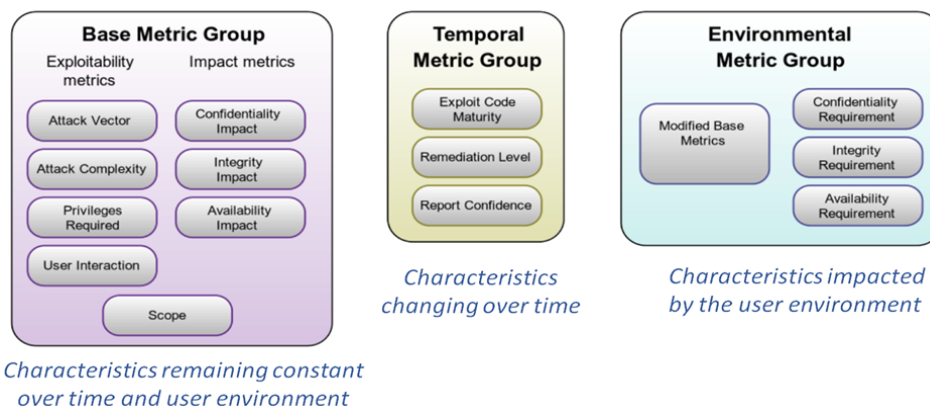 Base Metric Group
Exploitability
metrics
Impact metrics
Attack Vector
Attack Complexity
Privileges
Required
User Interaction
Confidentiality
Impact
Integrity
Impact
Availability
Impact
Scope
Characteristics remaining constant
over time and user environment
Temporal
Metric Group
Exploit Code
Maturity
Remediation Level
Report Confidence
Characteristics
changing over time
Environmental
Metric Group
Modified Base
Metrics
Confidentiality
Requirement
Integrity
Requirement
Availability
Requirement
Characteristics impacted
by the user environment